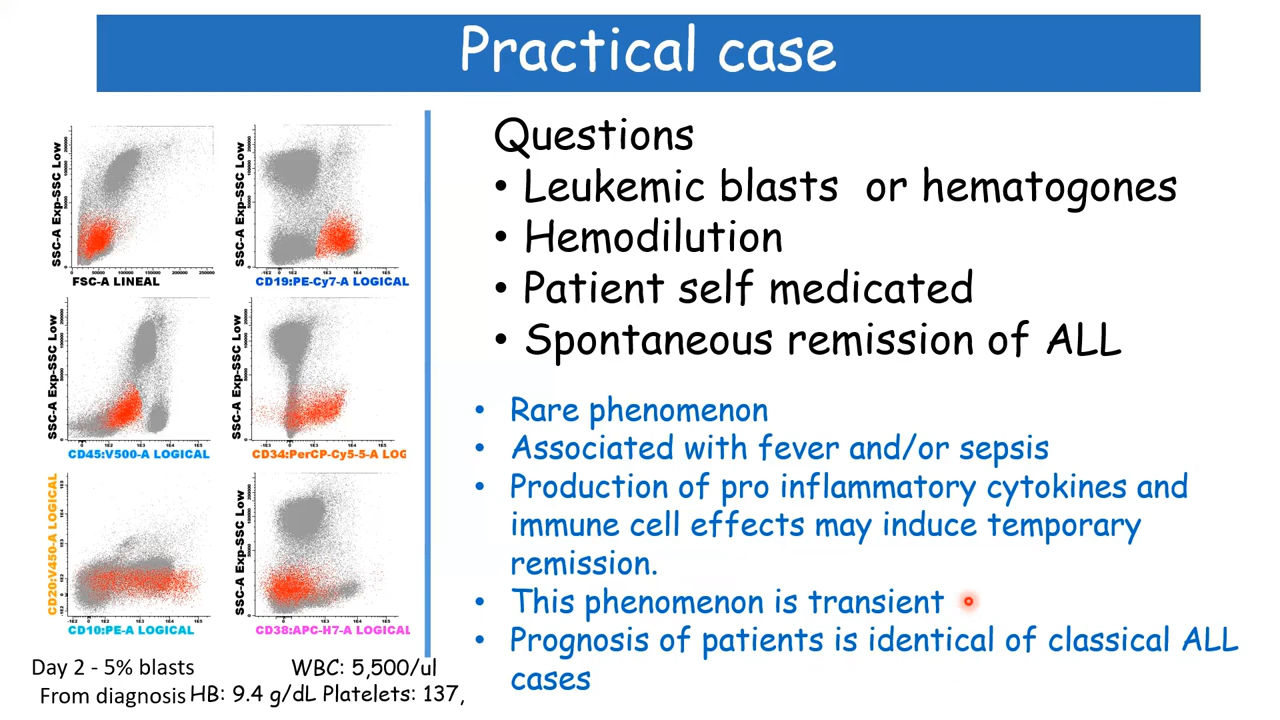 Practical case
SSC-A Exp-SSC Low
FSC-A LINEAL
SSC-A Exp-SSC Low
CD19:PE-Cy7-A LOGICAL
SSC-A Exp-SSC Low
CD45:V500-A LOGICAL
SSC-A Exp-SSC Low
CD34:PerCP-Cy5-5-A LOG
CD20:V450-A LOGICAL
CD10:PE-A LOGICAL
SSC-A Exp-SSC Low
CD38:APC-H7-A LOGICAL
Day 2 - 5% blasts
From diagnosis
WBC: 5,500/ul
HB: 9.4 g/dL Platelets: 137,
Questions
• Leukemic blasts or hematogones
• Hemodilution
• Patient self medicated
• Spontaneous remission of ALL
• Rare phenomenon
• Associated with fever and/or sepsis
• Production of pro inflammatory cytokines and
immune cell effects may induce temporary
remission.
• This phenomenon is transient
• Prognosis of patients is identical of classical ALL
cases